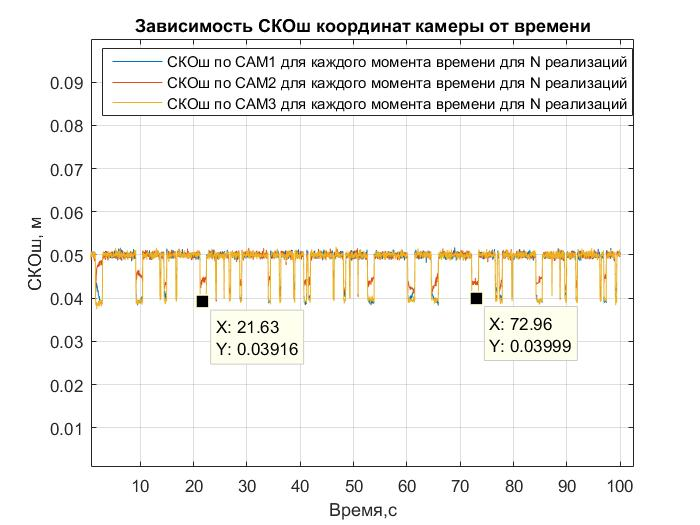 Зависимость СКОш координат камеры от времени
СКОш по CAM1 для каждого момента времени для N реализаций
СКОш по CAM2 для каждого момента времени для N реализаций
СКОш по CAM3 для каждого момента времени для N реализаций
СКОш, м
0.09
0.08
0.07
0.06
0.05
0.04
0.03
0.02
0.01
X: 21.63
Y: 0.03916
X: 72.96
Y: 0.03999
10 20 30 40 50 60 70 80 90 100
Время,с